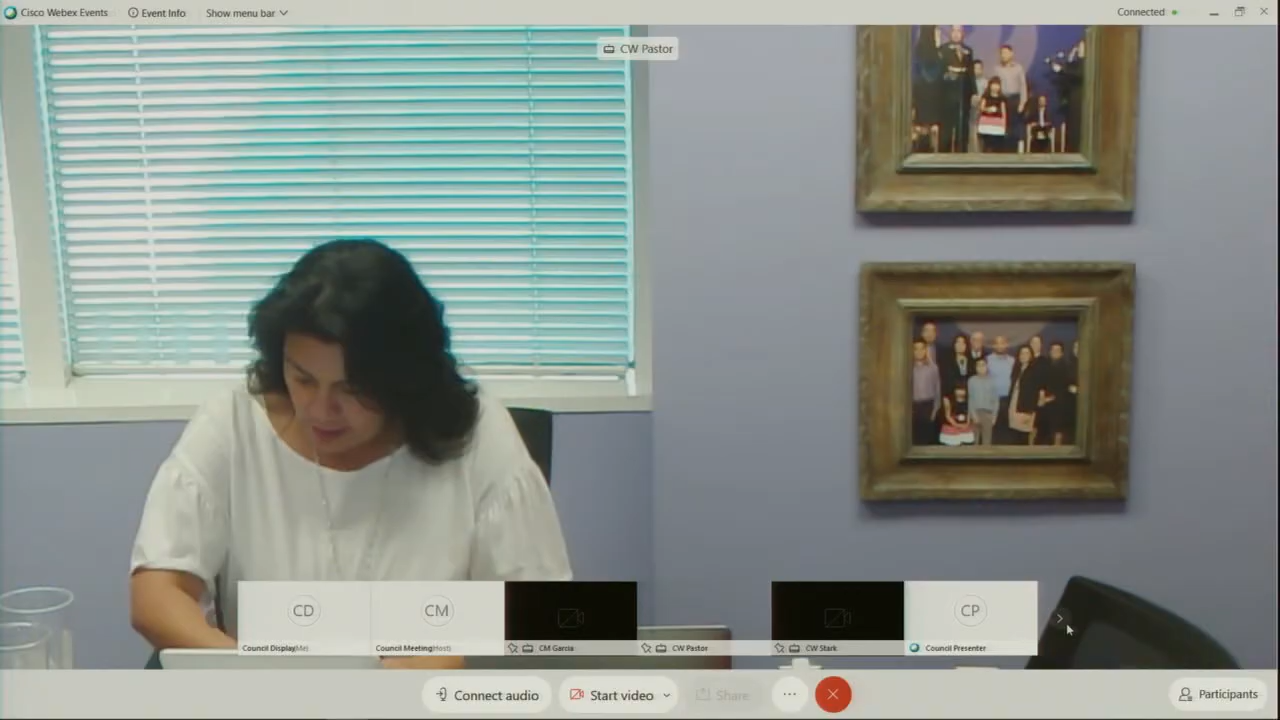 Cisco Webex Events
Event Info
Show menu bar
Connected
CW Pastor
CD
CM
CP
Council Display(Me)
Council Meeting(Host)
CM Garcia
CW Pastor
CW Stark
Council Presenter
Connect audio
Start video
Share
Participants